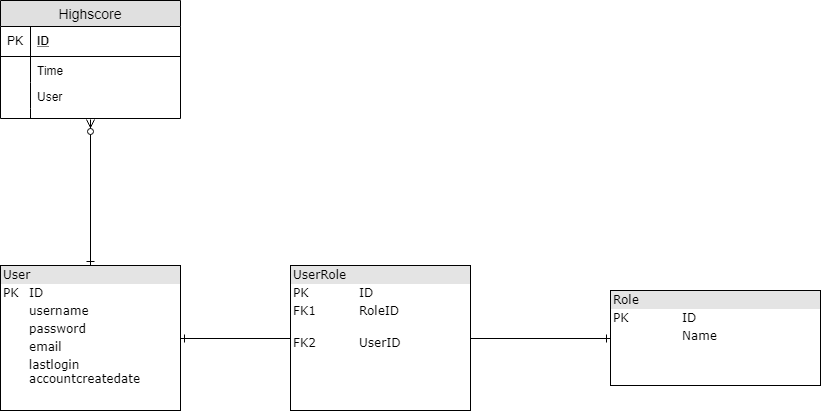 Highscore
PK ID
Time
User
User
PK ID
username
password
email
lastlogin
accountcreatedate
UserRole
PK ID
FK1 RoleID
FK2 UserID
Role
PK ID
Name